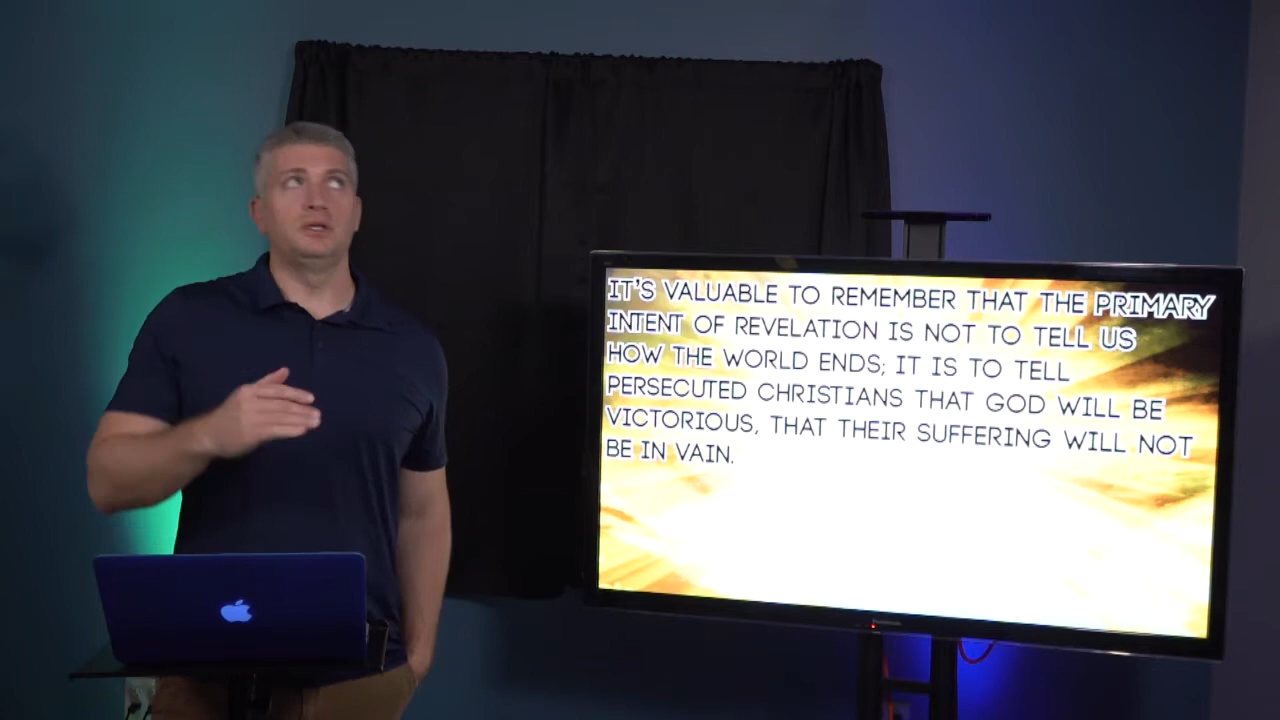 IT'S VALUABLE TO REMEMBER THAT THE PRIMARY
INTENT OF REVELATION IS NOT TO TELL US
HOW THE WORLD ENDS; IT IS TO TELL
PERSECUTED CHRISTIANS THAT GOD WILL BE
VICTORIOUS, THAT THEIR SUFFERING WILL NOT
BE IN VAIN.